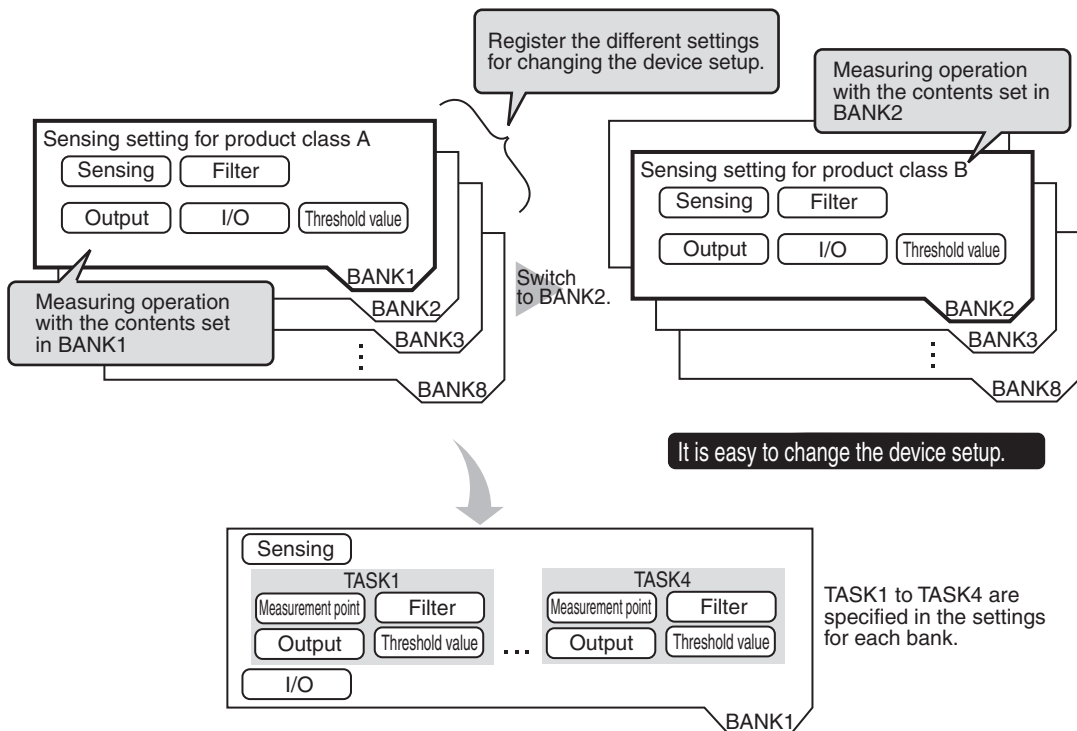 Register the different settings
for changing the device setup.
Measuring operation
with the contents set in
BANK2
Sensing setting for product class A
Sensing
Filter
Output
I/O
Threshold value
BANK1
BANK2
BANK3
BANK8
Measuring operation
with the contents set
in BANK1
Switch
to BANK2.
Sensing setting for product class B
Sensing
Filter
Output
I/O
Threshold value
BANK2
BANK3
BANK8
It is easy to change the device setup.
Sensing
TASK1
Measurement point
Filter
Output
Threshold value
...
TASK4
Measurement point
Filter
Output
Threshold value
I/O
BANK1
TASK1 to TASK4 are
specified in the settings
for each bank.